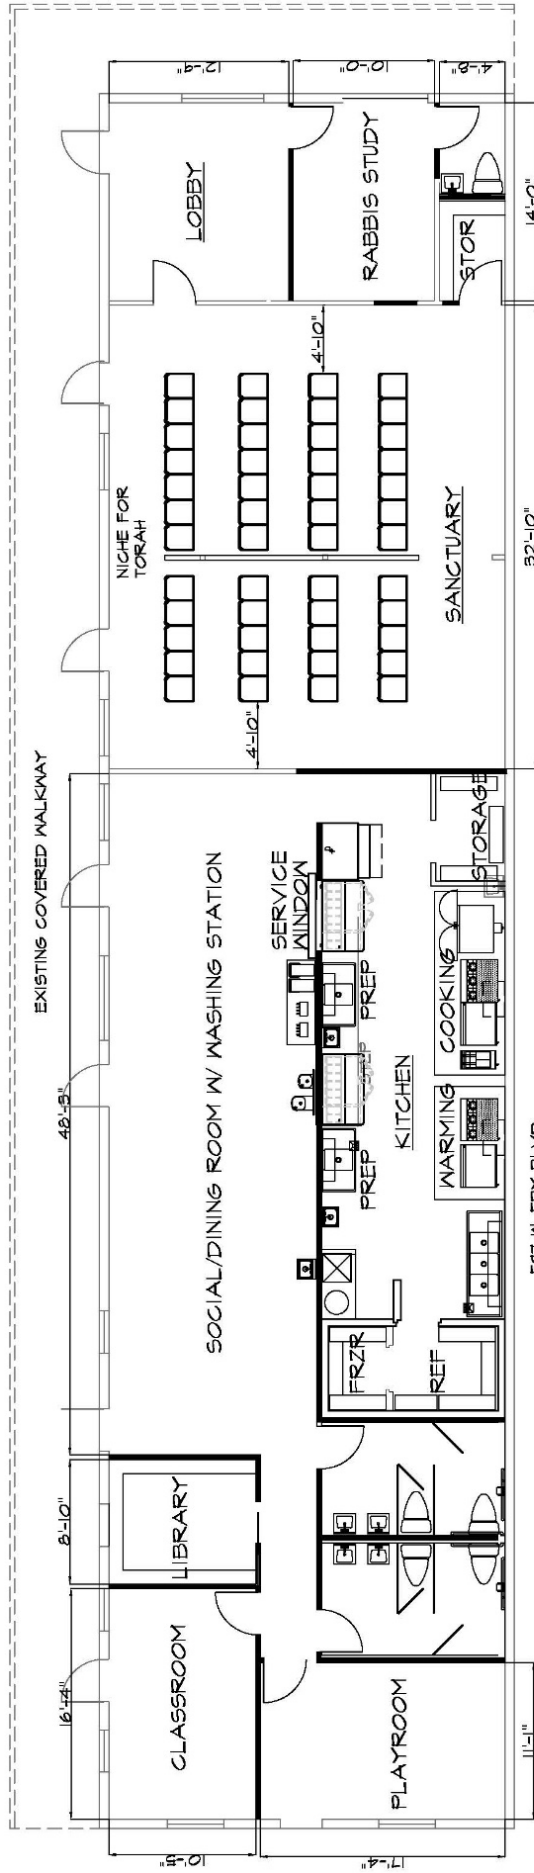 12'-9"
10'-0"
4'-8"
LOBBY
RABBIS STUDY
STOR
14'-0"
4'-10"
NICHE FOR
TORAH
SANCTUARY
32'-10"
4'-10"
EXISTING COVERED WALKWAY
48'-3"
SOCIAL/DINING ROOM W/ WASHING STATION
SERVICE
WINDOW
STORAGE
PREP
COOKING
KITCHEN
WARMING
PREP
FRZR
REF
8'-10"
LIBRARY
16'-4"
CLASSROOM
PLAYROOM
11'-1"
10'-5"
17'-4"